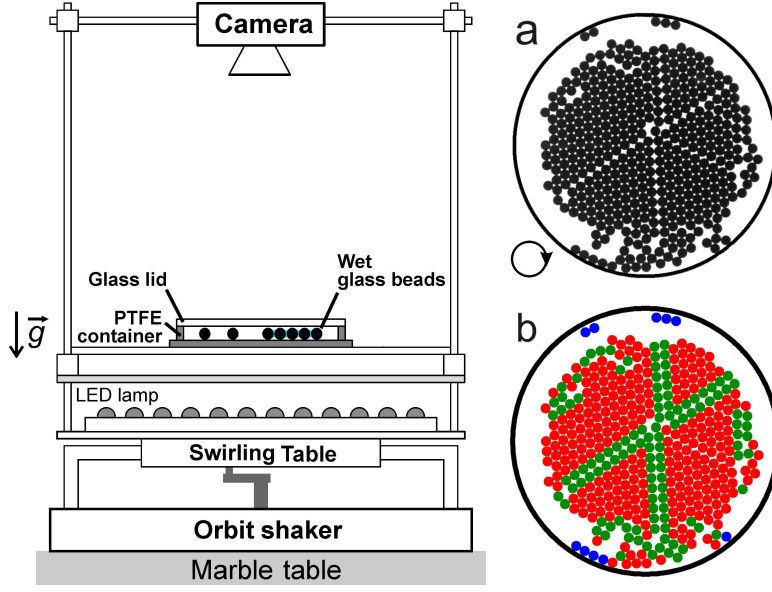 Camera
Glass lid
Wet
glass beads
PTFE
container
g
LED lamp
Swirling Table
Orbit shaker
Marble table
a
b